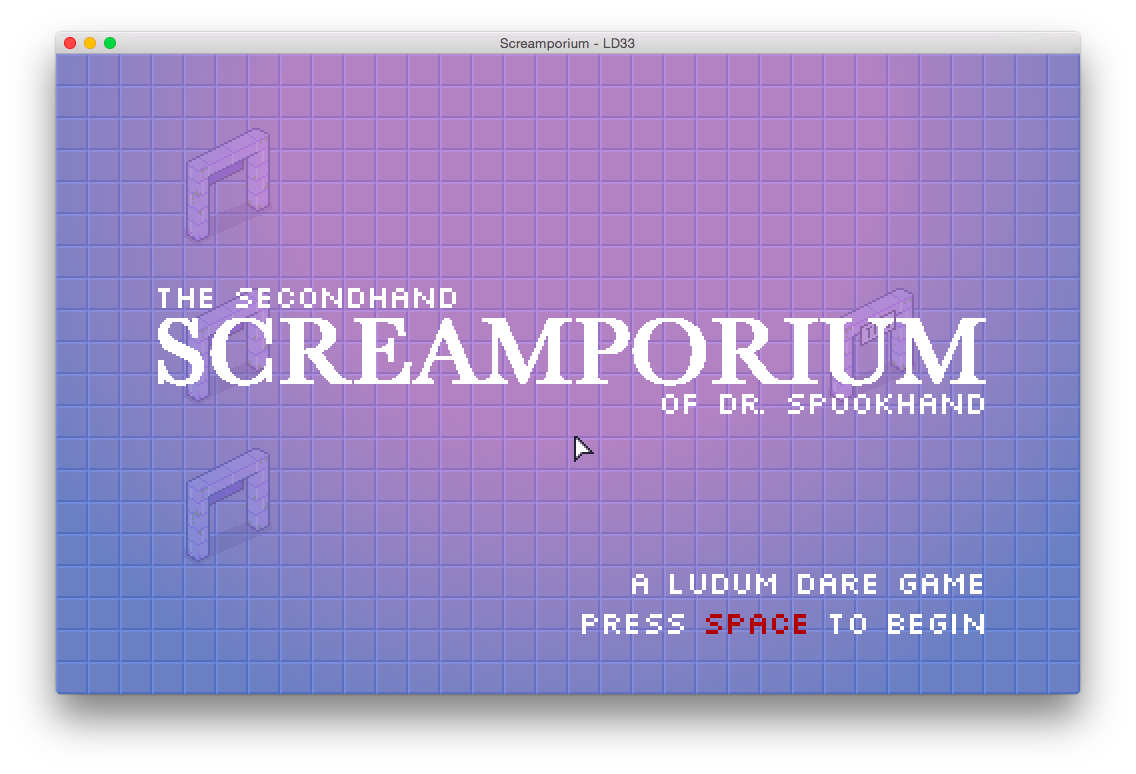 Screamporium - LD33
THE SECONDHAND
SCREAMPORIUM
OF DR. SPOOKHAND
A LUDUM DARE GAME
PRESS SPACE TO BEGIN